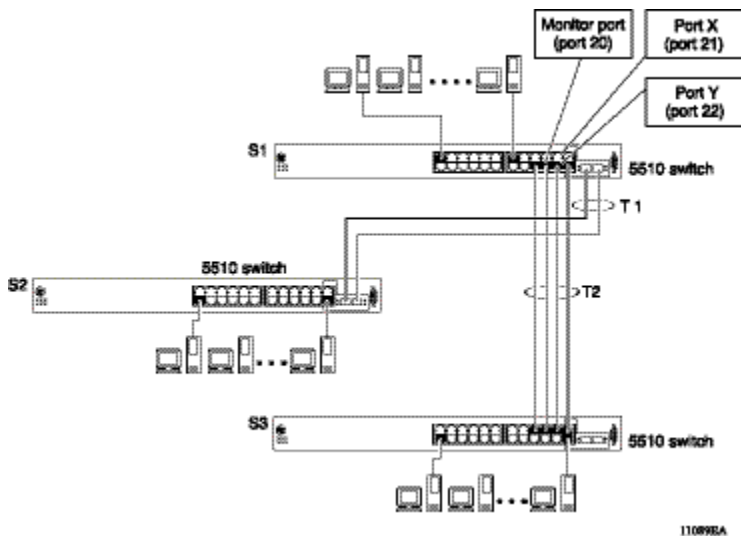 Monitor port
(port 20)
Port X
(port 21)
Port Y
(port 22)
S1
5510 switch
T1
5510 switch
S2
T2
S3
5510 switch
11089EA